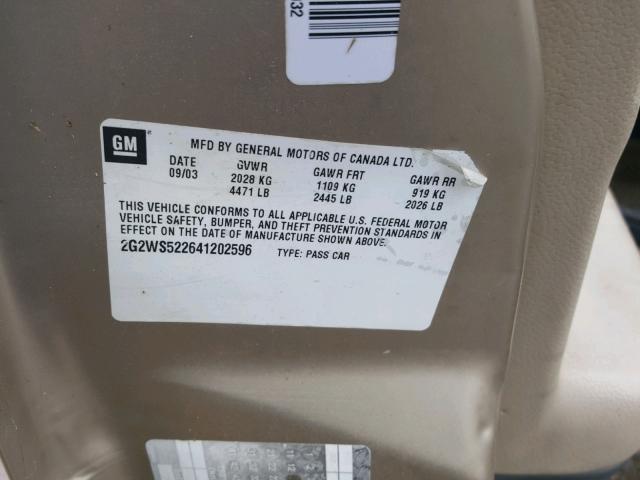 032
GM
MFD BY GENERAL MOTORS OF CANADA LTD.
DATE GVWR GAWR FRT GAWR RR
09/03 2028 KG 1109 KG 919 KG
4471 LB 2445 LB 2026 LB
THIS VEHICLE CONFORMS TO ALL APPLICABLE U.S. FEDERAL MOTOR
VEHICLE SAFETY, BUMPER, AND THEFT PREVENTION STANDARDS IN
EFFECT ON THE DATE OF MANUFACTURE SHOWN ABOVE.
2G2WS522641202596 TYPE: PASS CAR